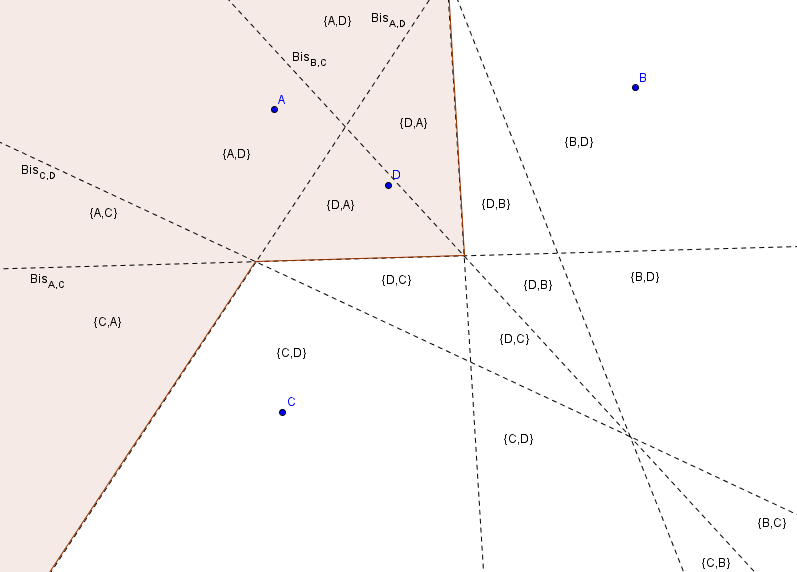 {A,D}
Bis_A,D
Bis_B,C
B
A
{D,A}
{B,D}
{A,D}
Bis_C,D
D
{A,C}
{D,A}
{D,B}
Bis_A,C
{D,C}
{D,B}
{B,D}
{C,A}
{D,C}
{C,D}
C
{C,D}
{B,C}
{C,B}